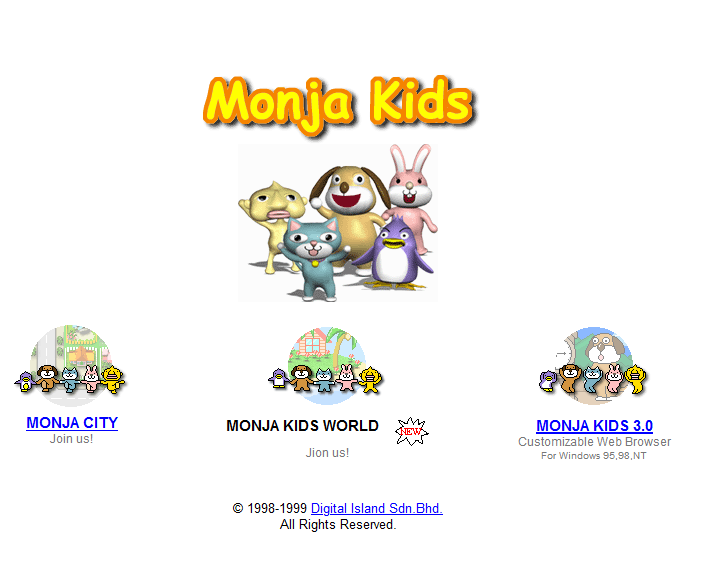 Monja Kids
MONJA CITY
Join us!
MONJA KIDS WORLD
NEW
Jion us!
MONJA KIDS 3.0
Customizable Web Browser
For Windows 95,98,NT
© 1998-1999 Digital Island Sdn.Bhd.
All Rights Reserved.